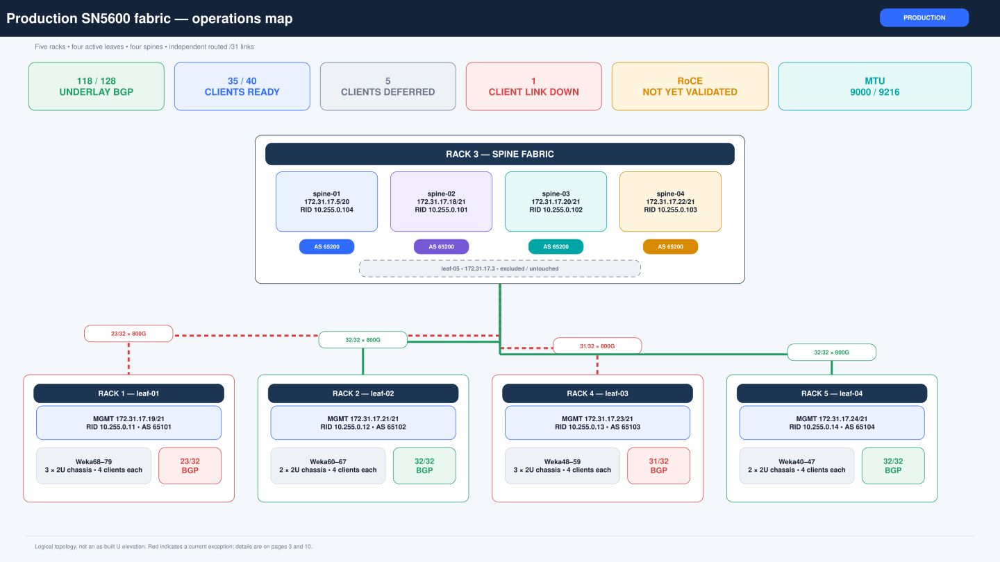 Production SN5600 fabric — operations map
PRODUCTION
Five racks • four active leaves • four spines • independent routed /31 links
118 / 128
UNDERLAY BGP
35 / 40
CLIENTS READY
5
CLIENTS DEFERRED
1
CLIENT LINK DOWN
RoCE
NOT YET VALIDATED
MTU
9000 / 9216
RACK 3 — SPINE FABRIC
spine-01
172.31.17.5/20
RID 10.255.0.104
spine-02
172.31.17.18/21
RID 10.255.0.101
spine-03
172.31.17.20/21
RID 10.255.0.102
spine-04
172.31.17.22/21
RID 10.255.0.103
AS 65200
AS 65200
AS 65200
AS 65200
leaf-05 • 172.31.17.3 • excluded / untouched
23/32 × 800G
32/32 × 800G
31/32 × 800G
32/32 × 800G
RACK 1 — leaf-01
MGMT 172.31.17.19/21
RID 10.255.0.11 • AS 65101
Weka68–79
3 × 2U chassis • 4 clients each
23/32
BGP
RACK 2 — leaf-02
MGMT 172.31.17.21/21
RID 10.255.0.12 • AS 65102
Weka60–67
2 × 2U chassis • 4 clients each
32/32
BGP
RACK 4 — leaf-03
MGMT 172.31.17.23/21
RID 10.255.0.13 • AS 65103
Weka48–59
3 × 2U chassis • 4 clients each
31/32
BGP
RACK 5 — leaf-04
MGMT 172.31.17.24/21
RID 10.255.0.14 • AS 65104
Weka40–47
2 × 2U chassis • 4 clients each
32/32
BGP
Logical topology, not an as-built U elevation. Red indicates a current exception; details are on pages 3 and 10.